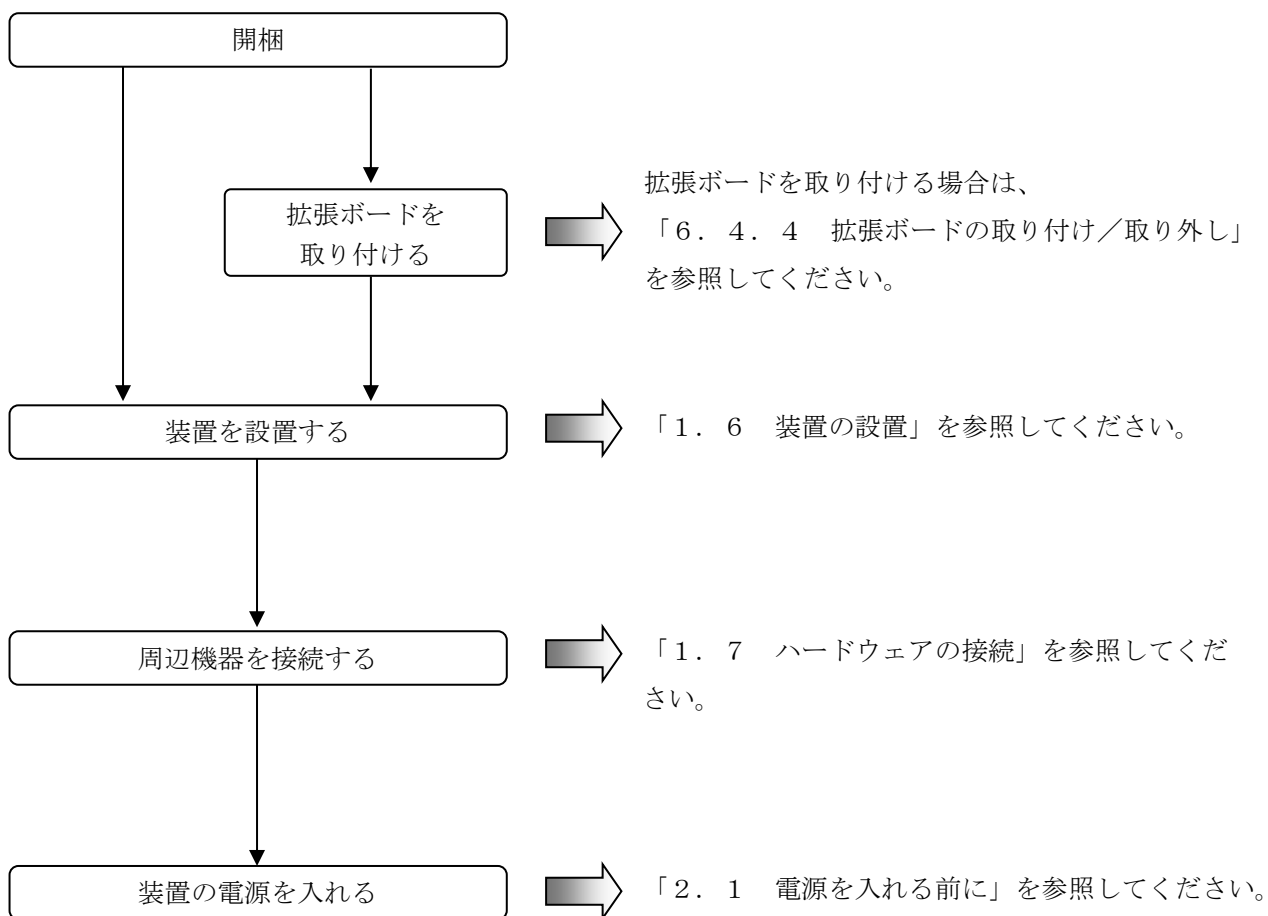 開梱
拡張ボードを
取り付ける
拡張ボードを取り付ける場合は、
「６．４．４　拡張ボードの取り付け／取り外し」
を参照してください。
装置を設置する
「１．６　装置の設置」を参照してください。
周辺機器を接続する
「１．７　ハードウェアの接続」を参照してくだ
さい。
装置の電源を入れる
「２．１　電源を入れる前に」を参照してください。